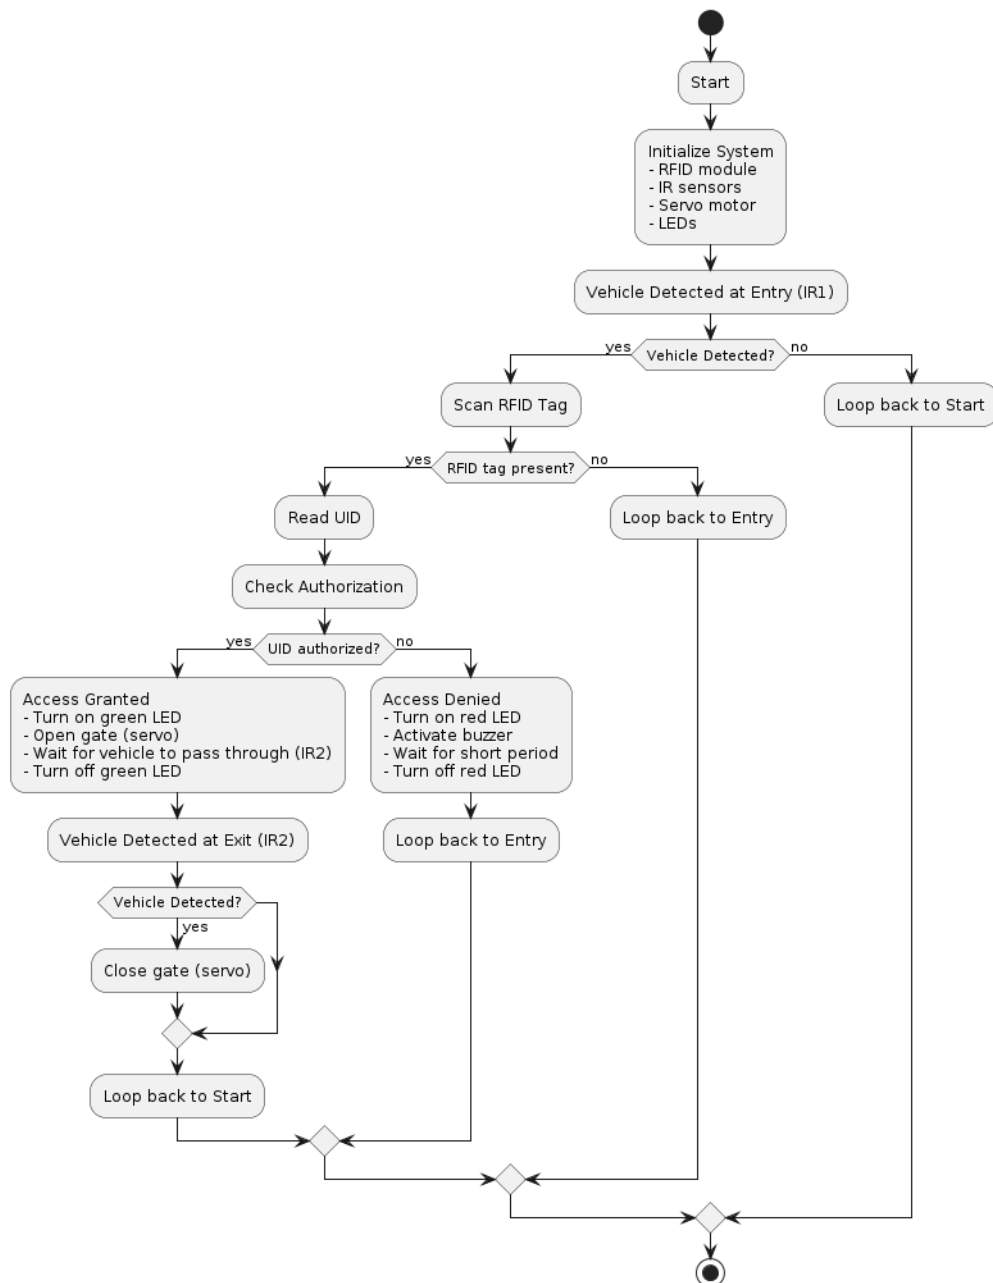 Start
Initialize System
- RFID module
- IR sensors
- Servo motor
- LEDs
Vehicle Detected at Entry (IR1)
yes
Vehicle Detected?
no
Scan RFID Tag
Loop back to Start
yes
RFID tag present?
no
Read UID
Loop back to Entry
Check Authorization
yes
UID authorized?
no
Access Granted
- Turn on green LED
- Open gate (servo)
- Wait for vehicle to pass through (IR2)
- Turn off green LED
Access Denied
- Turn on red LED
- Activate buzzer
- Wait for short period
- Turn off red LED
Vehicle Detected at Exit (IR2)
Loop back to Entry
Vehicle Detected?
yes
Close gate (servo)
Loop back to Start